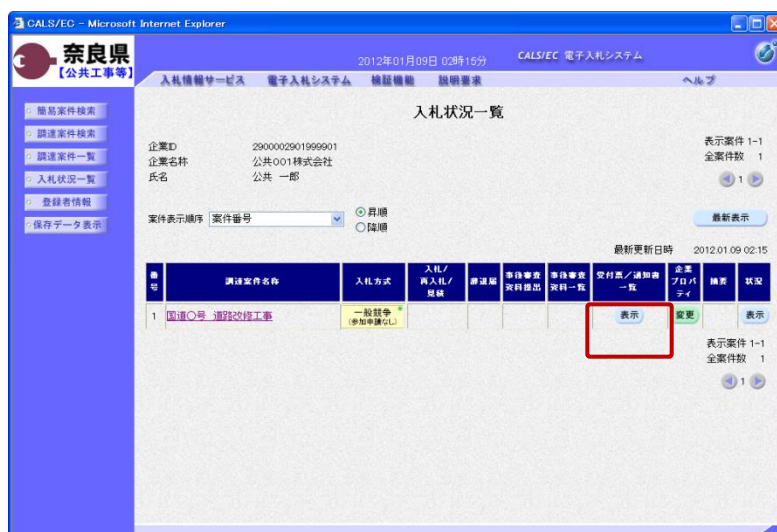 CALS/EC - Microsoft Internet Explorer
奈良県
【公共工事等】
2012年01月09日 02時15分
CALS/EC 電子入札システム
入札情報サービス 電子入札システム 検証機能 説明要求 ヘルプ
簡易案件検索
調達案件検索
調達案件一覧
入札状況一覧
登録者情報
保存データ表示
入札状況一覧
企業ID 2900002901999901
企業名称 公共001株式会社
氏名 公共 一郎
表示案件 1-1
全案件数 1
1
案件表示順序 案件番号
昇順
降順
最新表示
最新更新日時 2012.01.09 02:15
番号 調達案件名称 入札方式 入札/再入札/見積 辞退届 事後審査資料提出 事後審査資料一覧 受付票/通知書一覧 企業プロパティ 摘要 状況
1 国道○号 道路改修工事 一般競争(参加申請なし) 表示 変更 表示
表示案件 1-1
全案件数 1
1